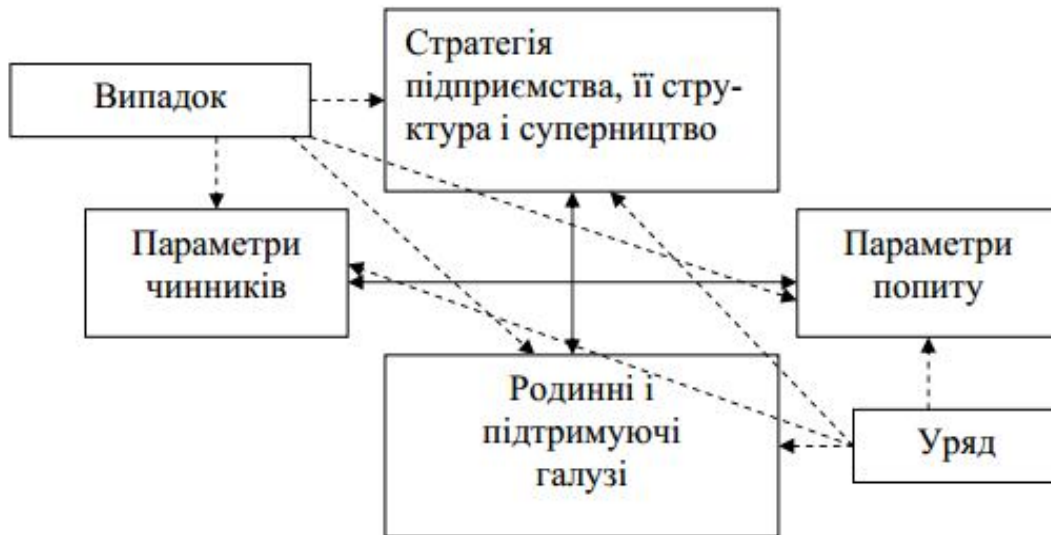 Стратегія
підприємства, її стру-
ктура і суперництво
Випадок
Параметри
чинників
Параметри
попиту
Родинні і
підтримуючі
галузі
Уряд